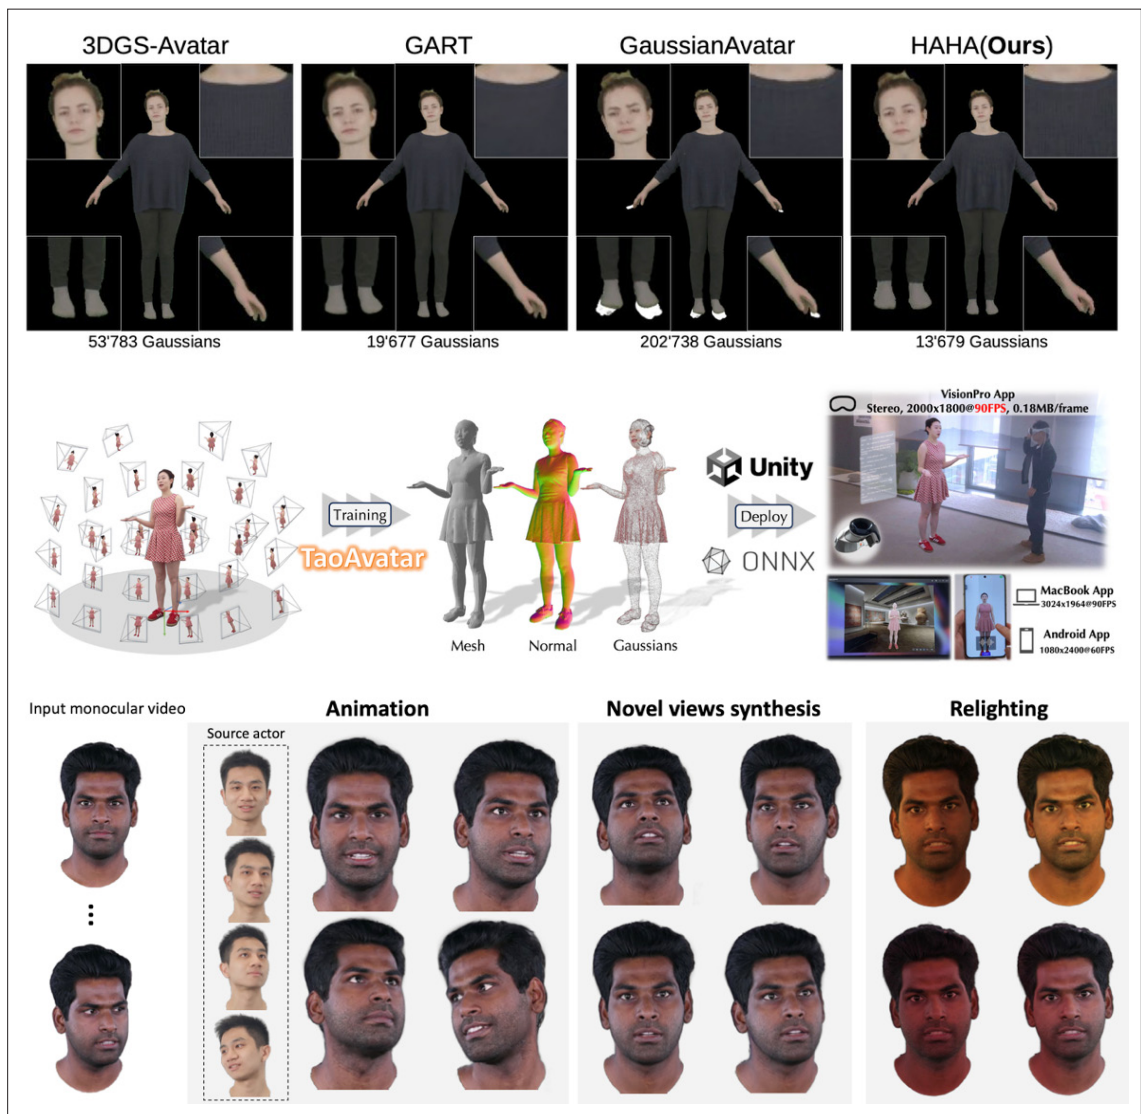 3DGS-Avatar
GART
GaussianAvatar
HAHA(Ours)
53'783 Gaussians
19'677 Gaussians
202'738 Gaussians
13'679 Gaussians
VisionPro App
Stereo, 2000x1800@90FPS, 0.18MB/frame
Training
TaoAvatar
Unity
Deploy
ONNX
Mesh
Normal
Gaussians
MacBook App
3024x1964@90FPS
Android App
1080x2400@60FPS
Input monocular video
Animation
Novel views synthesis
Relighting
Source actor